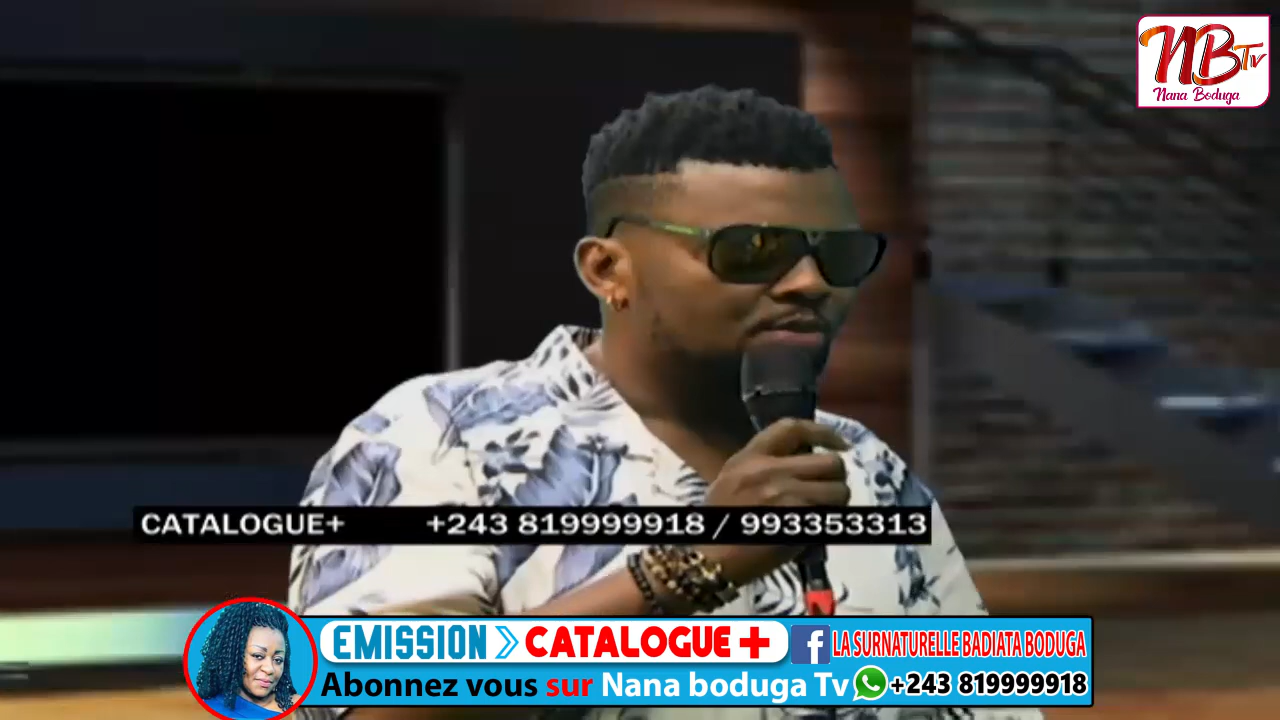 NB TV
Nana Boduga
CATALOGUE+ +243 819999918 / 993353313
EMISSION CATALOGUE+ f LA SURNATURELLE BADIATA BODUGA
Abonnez vous sur Nana boduga Tv +243 819999918